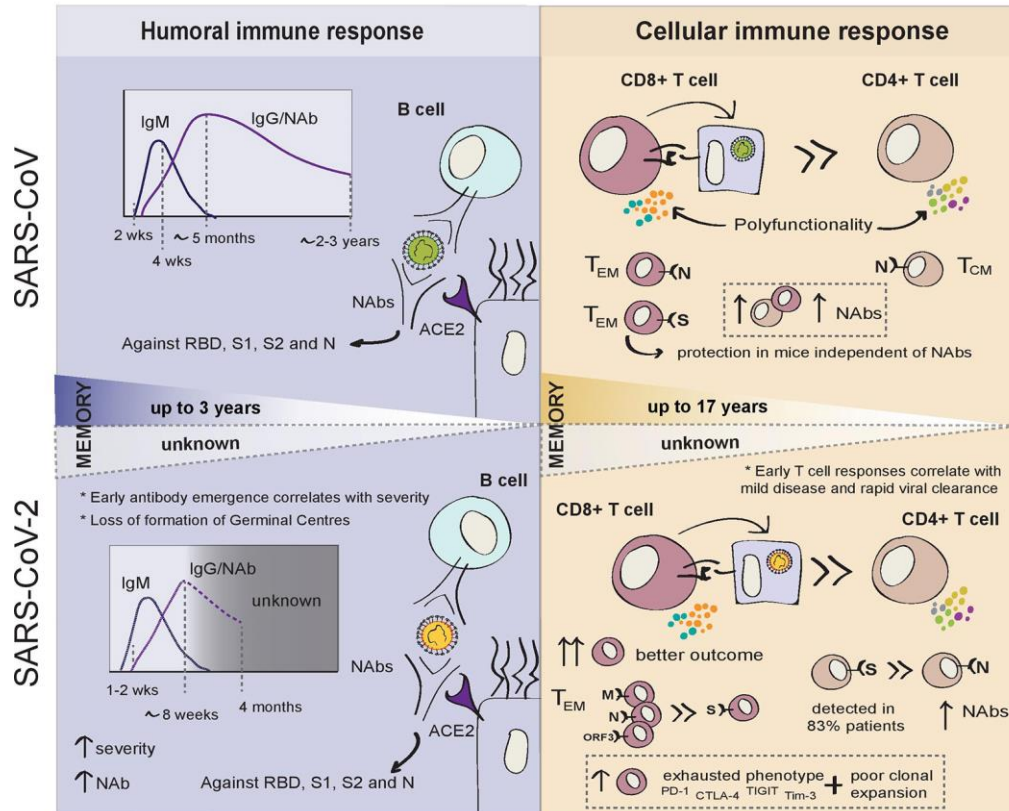 Humoral immune response
Cellular immune response
SARS-CoV
IgM
IgG/NAb
2 wks
4 wks
~ 5 months
~2-3 years
B cell
NAbs
ACE2
Against RBD, S1, S2 and N
CD8+ T cell
CD4+ T cell
Polyfunctionality
TEM
N
TEM
S
N
TCM
NAbs
protection in mice independent of NAbs
MEMORY
up to 3 years
unknown
MEMORY
up to 17 years
unknown
SARS-CoV-2
* Early antibody emergence correlates with severity
* Loss of formation of Germinal Centres
B cell
IgM
IgG/NAb
unknown
1-2 wks
~ 8 weeks
4 months
NAbs
ACE2
severity
NAb
Against RBD, S1, S2 and N
* Early T cell responses correlate with
mild disease and rapid viral clearance
CD8+ T cell
CD4+ T cell
better outcome
TEM
M
N
ORF3
S
S
N
detected in
83% patients
NAbs
exhausted phenotype
PD-1 CTLA-4 TIGIT Tim-3
+
poor clonal
expansion